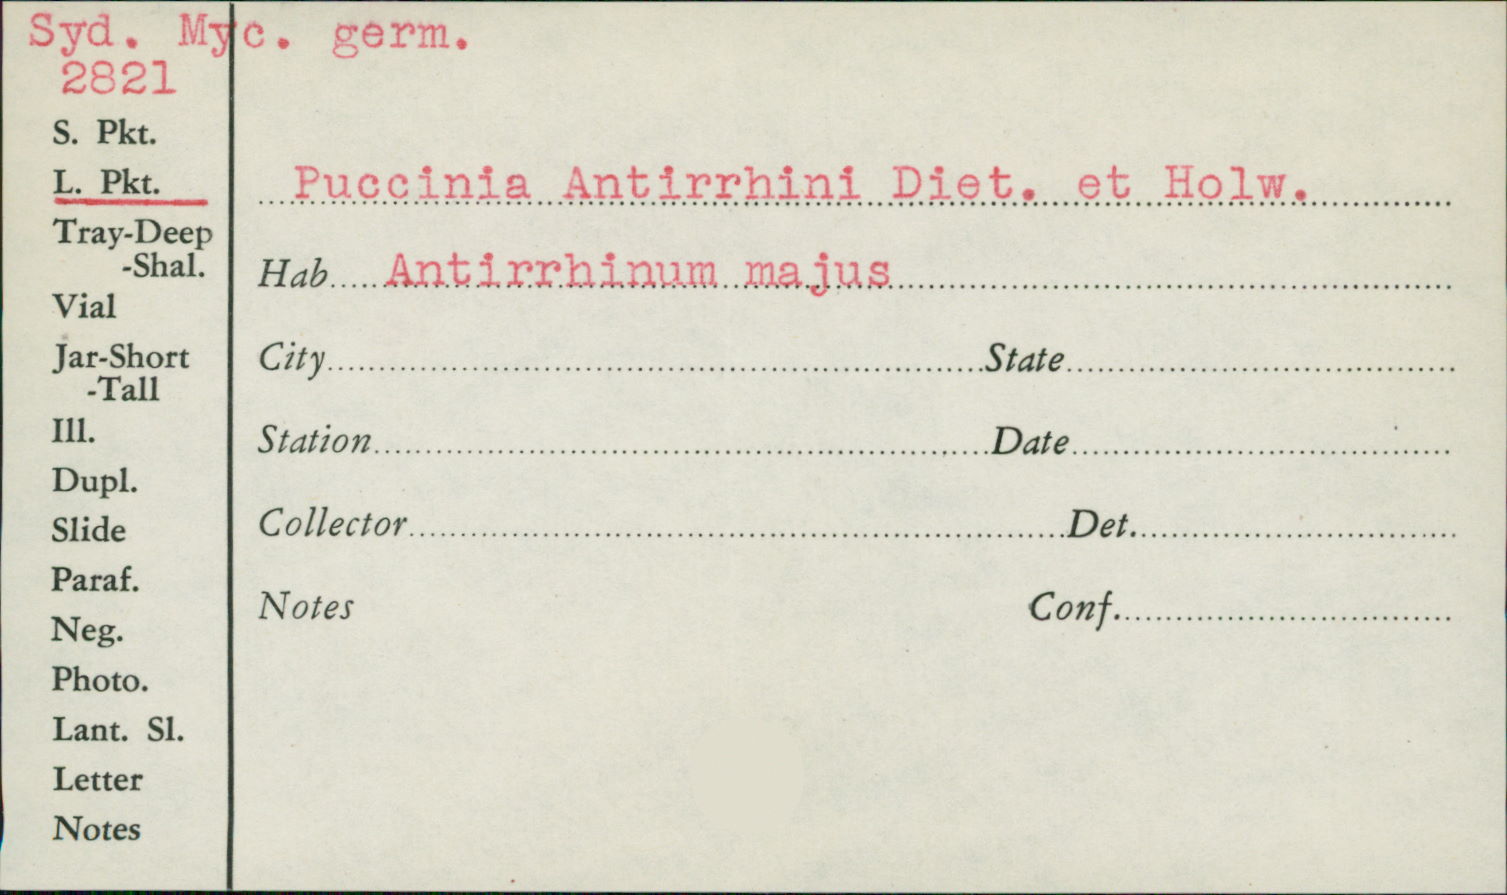 Syd. Myc. germ.
2821
S. Pkt.
L. Pkt.
Tray-Deep
-Shal.
Vial
Jar-Short
-Tall
Ill.
Dupl.
Slide
Paraf.
Neg.
Photo.
Lant. Sl.
Letter
Notes
Puccinia Antirrhini Diet. et Holw.
Hab. Antirrhinum majus
City State
Station Date
Collector Det.
Notes Conf.